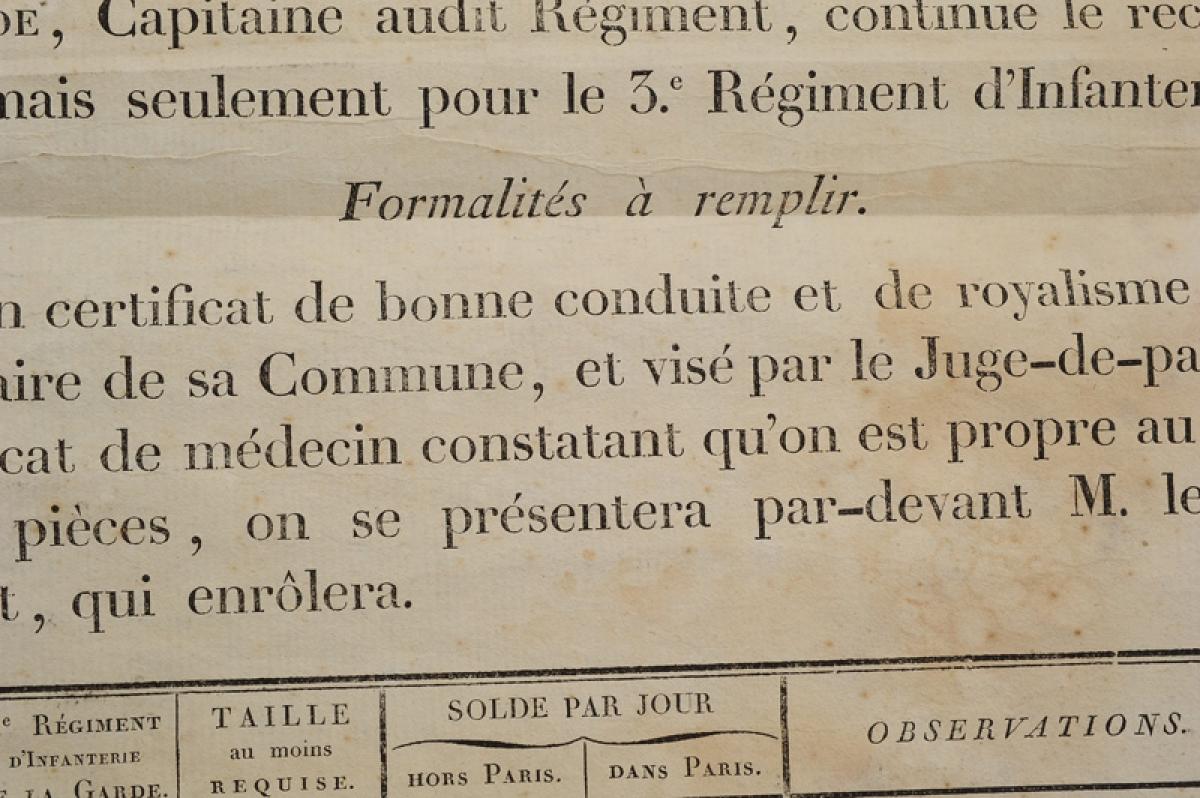 DE, Capitaine audit Régiment, continue le rec
mais seulement pour le 3.e Régiment d'Infanter
Formalités à remplir.
n certificat de bonne conduite et de royalisme
aire de sa Commune, et visé par le Juge-de-pa
cat de médecin constatant qu'on est propre au
pièces, on se présentera par-devant M. le
t, qui enrôlera.
e RÉGIMENT
D'INFANTERIE
E LA GARDE.
TAILLE
au moins
REQUISE.
SOLDE PAR JOUR
HORS PARIS.
DANS PARIS.
OBSERVATIONS.